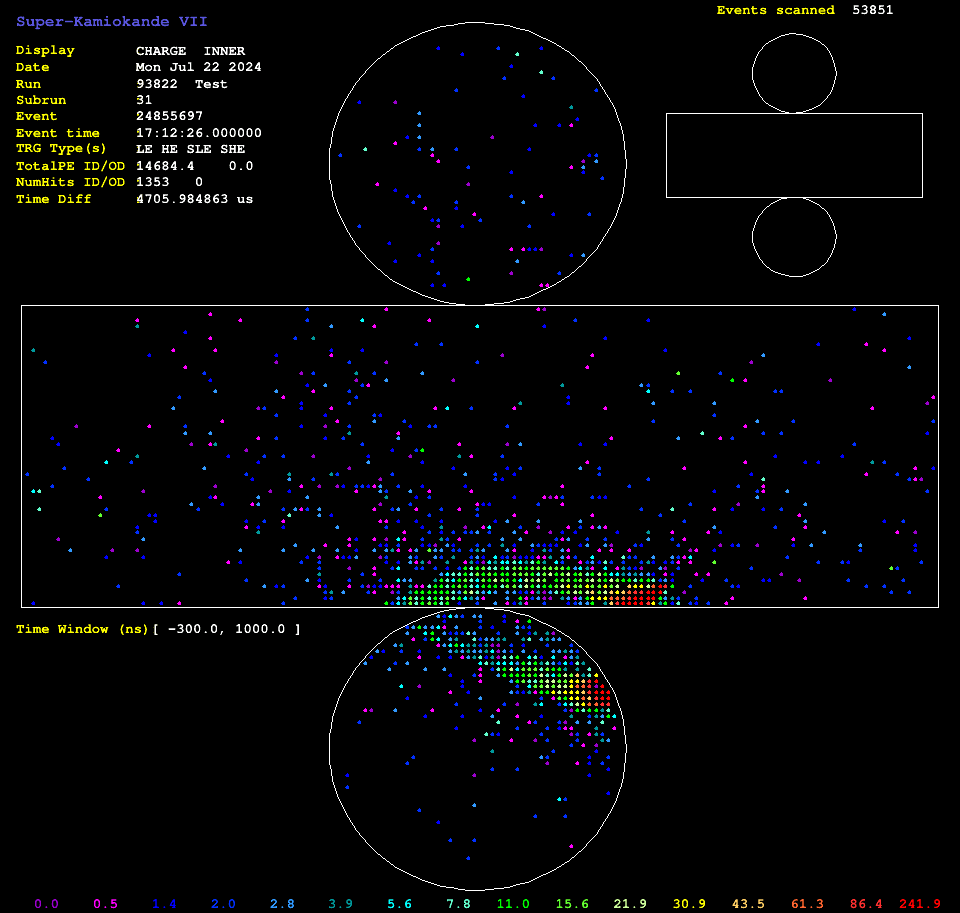 Super-Kamiokande VII
Events scanned 53851
Display CHARGE INNER
Date Mon Jul 22 2024
Run 93822 Test
Subrun 31
Event 24855697
Event time 17:12:26.000000
TRG Type(s) LE HE SLE SHE
TotalPE ID/OD 14684.4 0.0
NumHits ID/OD 1353 0
Time Diff 4705.984863 us
Time Window (ns)[ -300.0, 1000.0 ]
0.0 0.5 1.4 2.0 2.8 3.9 5.6 7.8 11.0 15.6 21.9 30.9 43.5 61.3 86.4 241.9